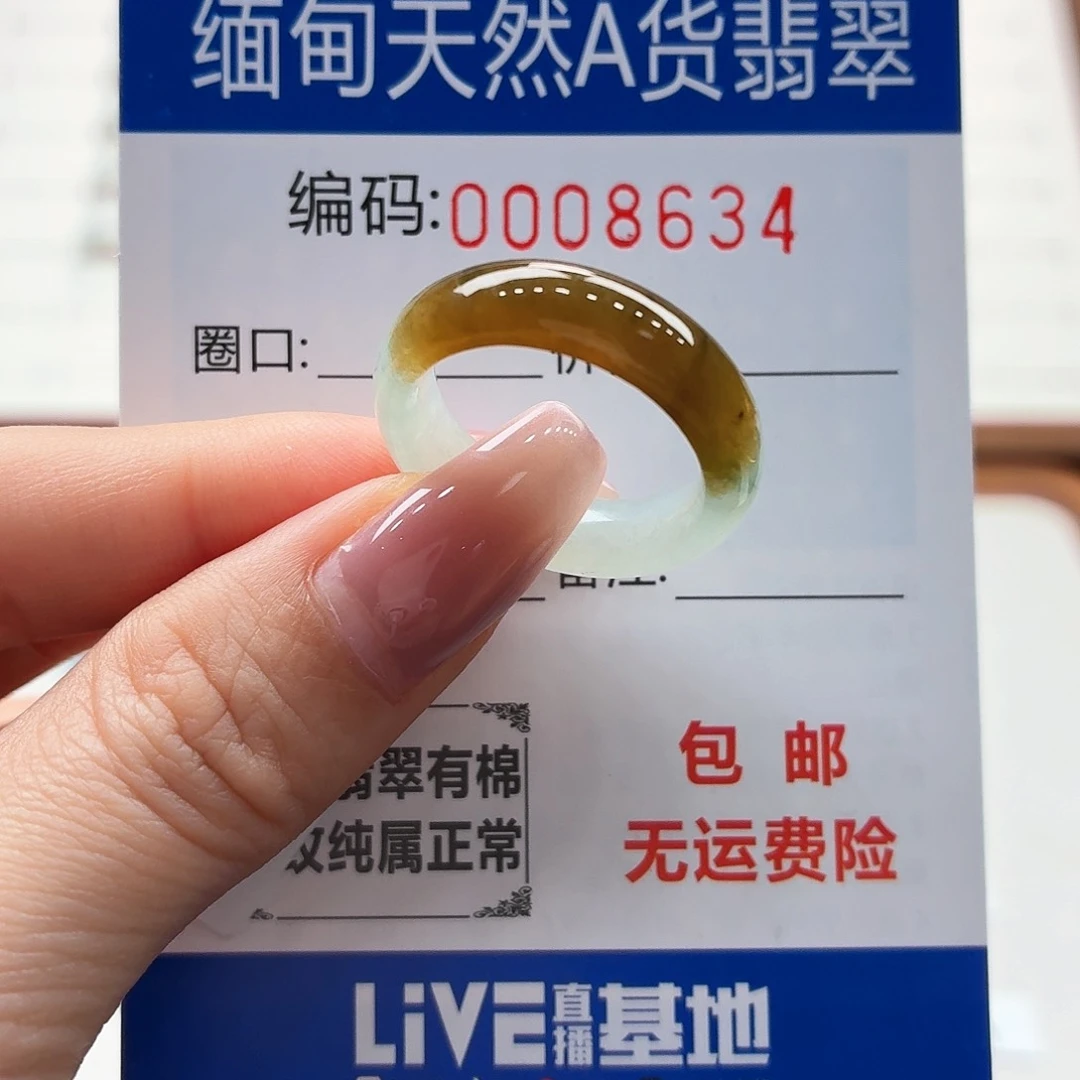 缅甸天然A货翡翠
编码:0008634
圈口:
翠有棉
纯属正常
包 邮
无运费险
LiVE直播基地